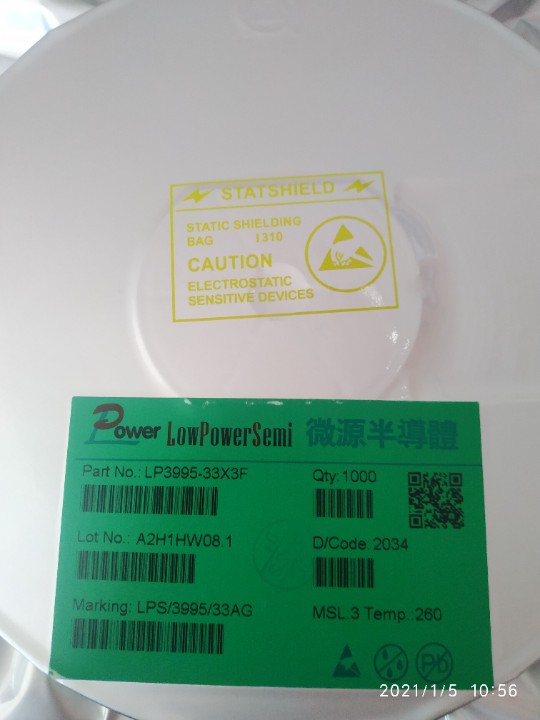 STATSHIELD
STATIC SHIELDING
BAG 1310
CAUTION
ELECTROSTATIC
SENSITIVE DEVICES
Power LowPowerSemi 微源半導體
Part No.: LP3995-33X3F
Qty:1000
Lot No.: A2H1HW08.1
D/Code:2034
Marking: LPS/3995/33AG
MSL:3 Temp.:260
Pb
2021/1/5 10:56